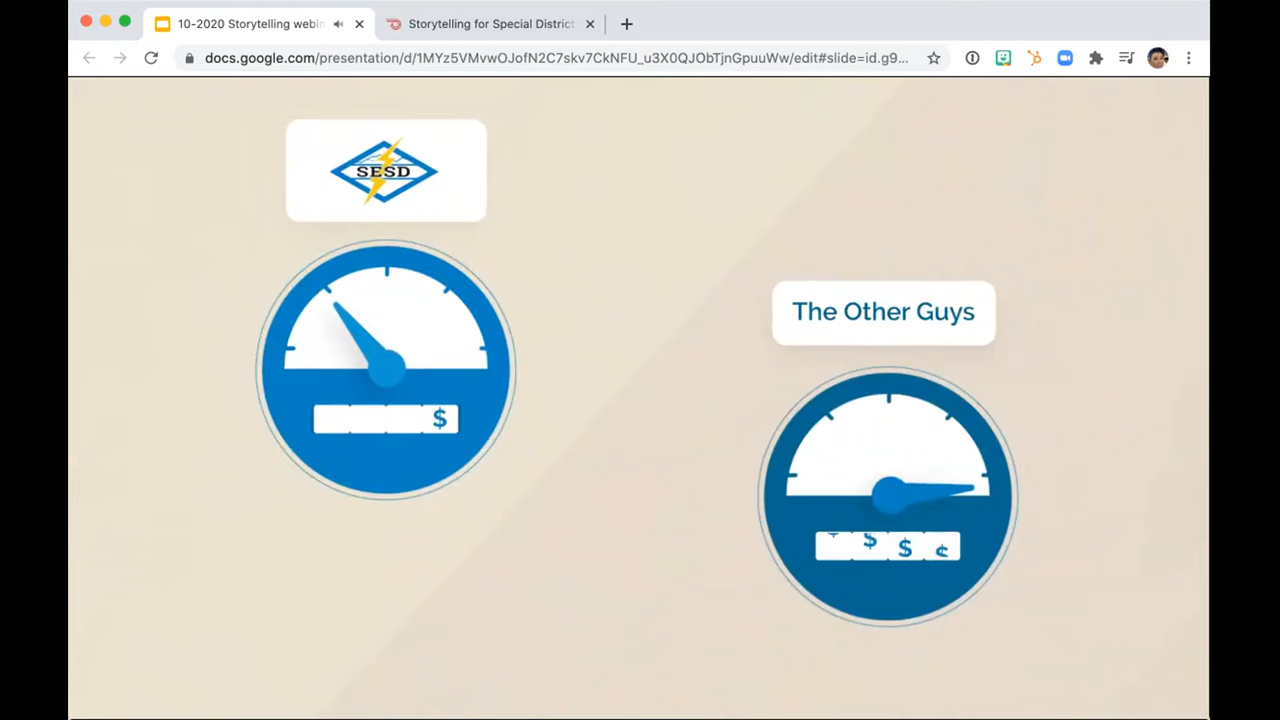 10-2020 Storytelling webin
Storytelling for Special District
docs.google.com/presentation/d/1MYz5VMvwOJofN2C7skv7CkNFU_u3X0QJObTjnGpuuWw/edit#slide=id.g9...
SESD
$
The Other Guys
$ $